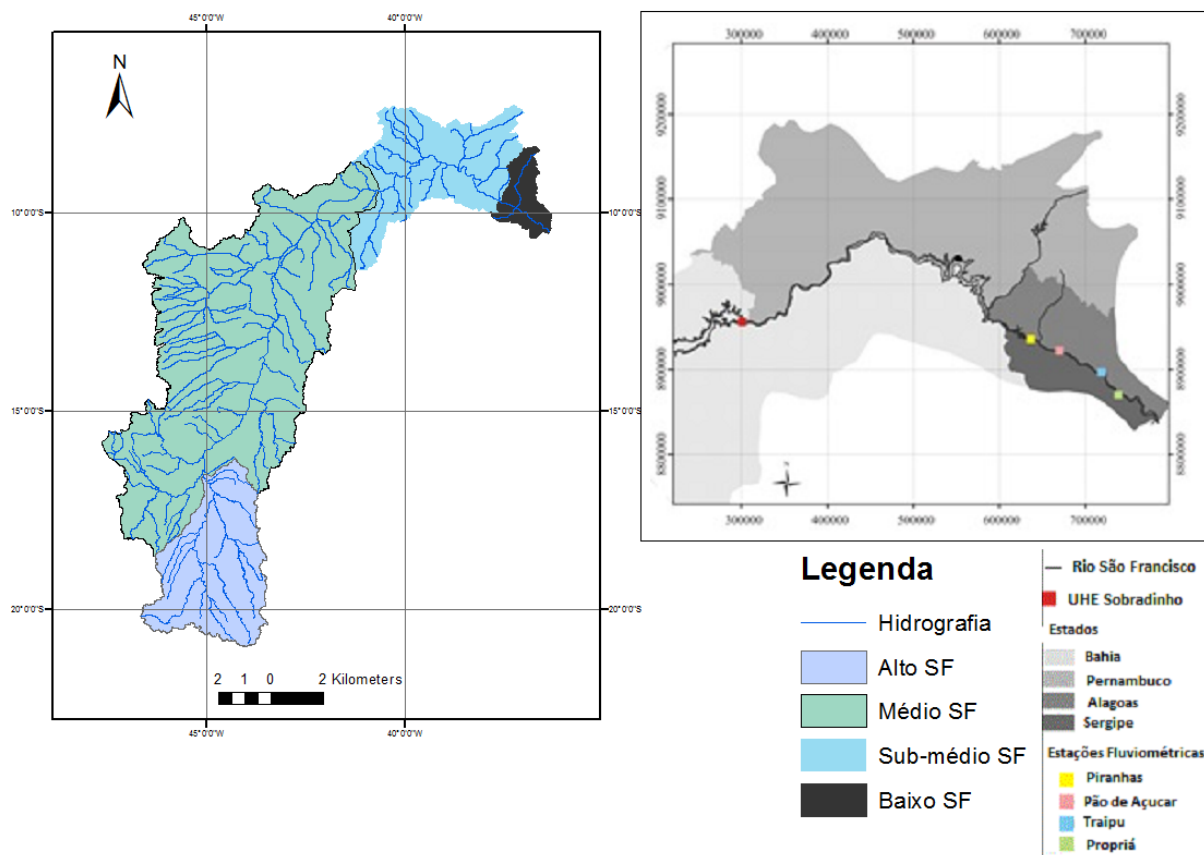 45°0'0"W
40°0'0"W
N
10°0'0"S
10°0'0"S
15°0'0"S
15°0'0"S
20°0'0"S
20°0'0"S
2 1 0 2 Kilometers
45°0'0"W
40°0'0"W
300000 400000 500000 600000 700000
9200000
9200000
9100000
9100000
9000000
9000000
8900000
8900000
8800000
8800000
300000 400000 500000 600000 700000
Legenda
Hidrografia
Alto SF
Médio SF
Sub-médio SF
Baixo SF
Rio São Francisco
UHE Sobradinho
Estados
Bahia
Pernambuco
Alagoas
Sergipe
Estações Fluviométricas
Piranhas
Pão de Açucar
Traipu
Propriá